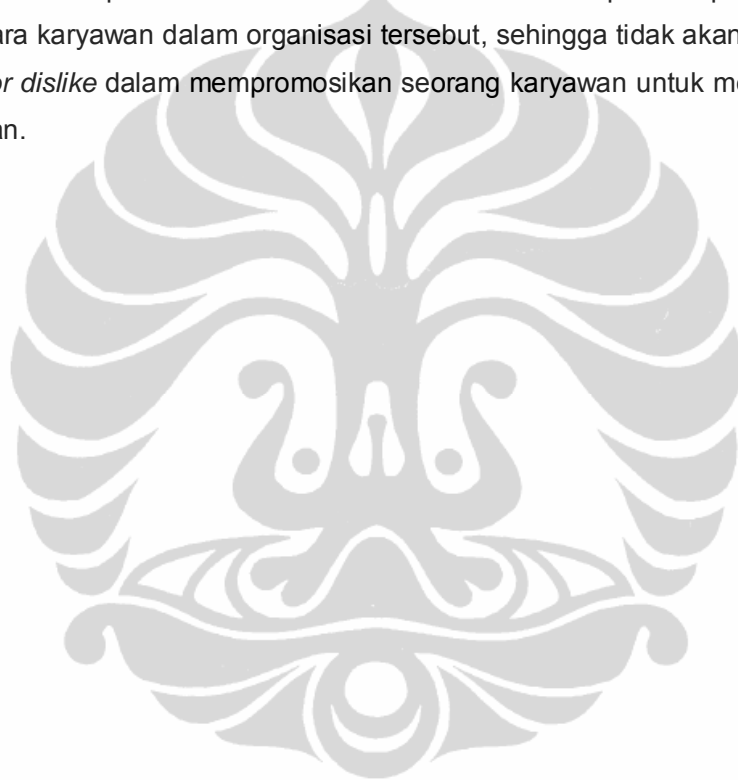 ara karyawan dalam organisasi tersebut, sehingga tidak akan
or dislike dalam mempromosikan seorang karyawan untuk me
an.